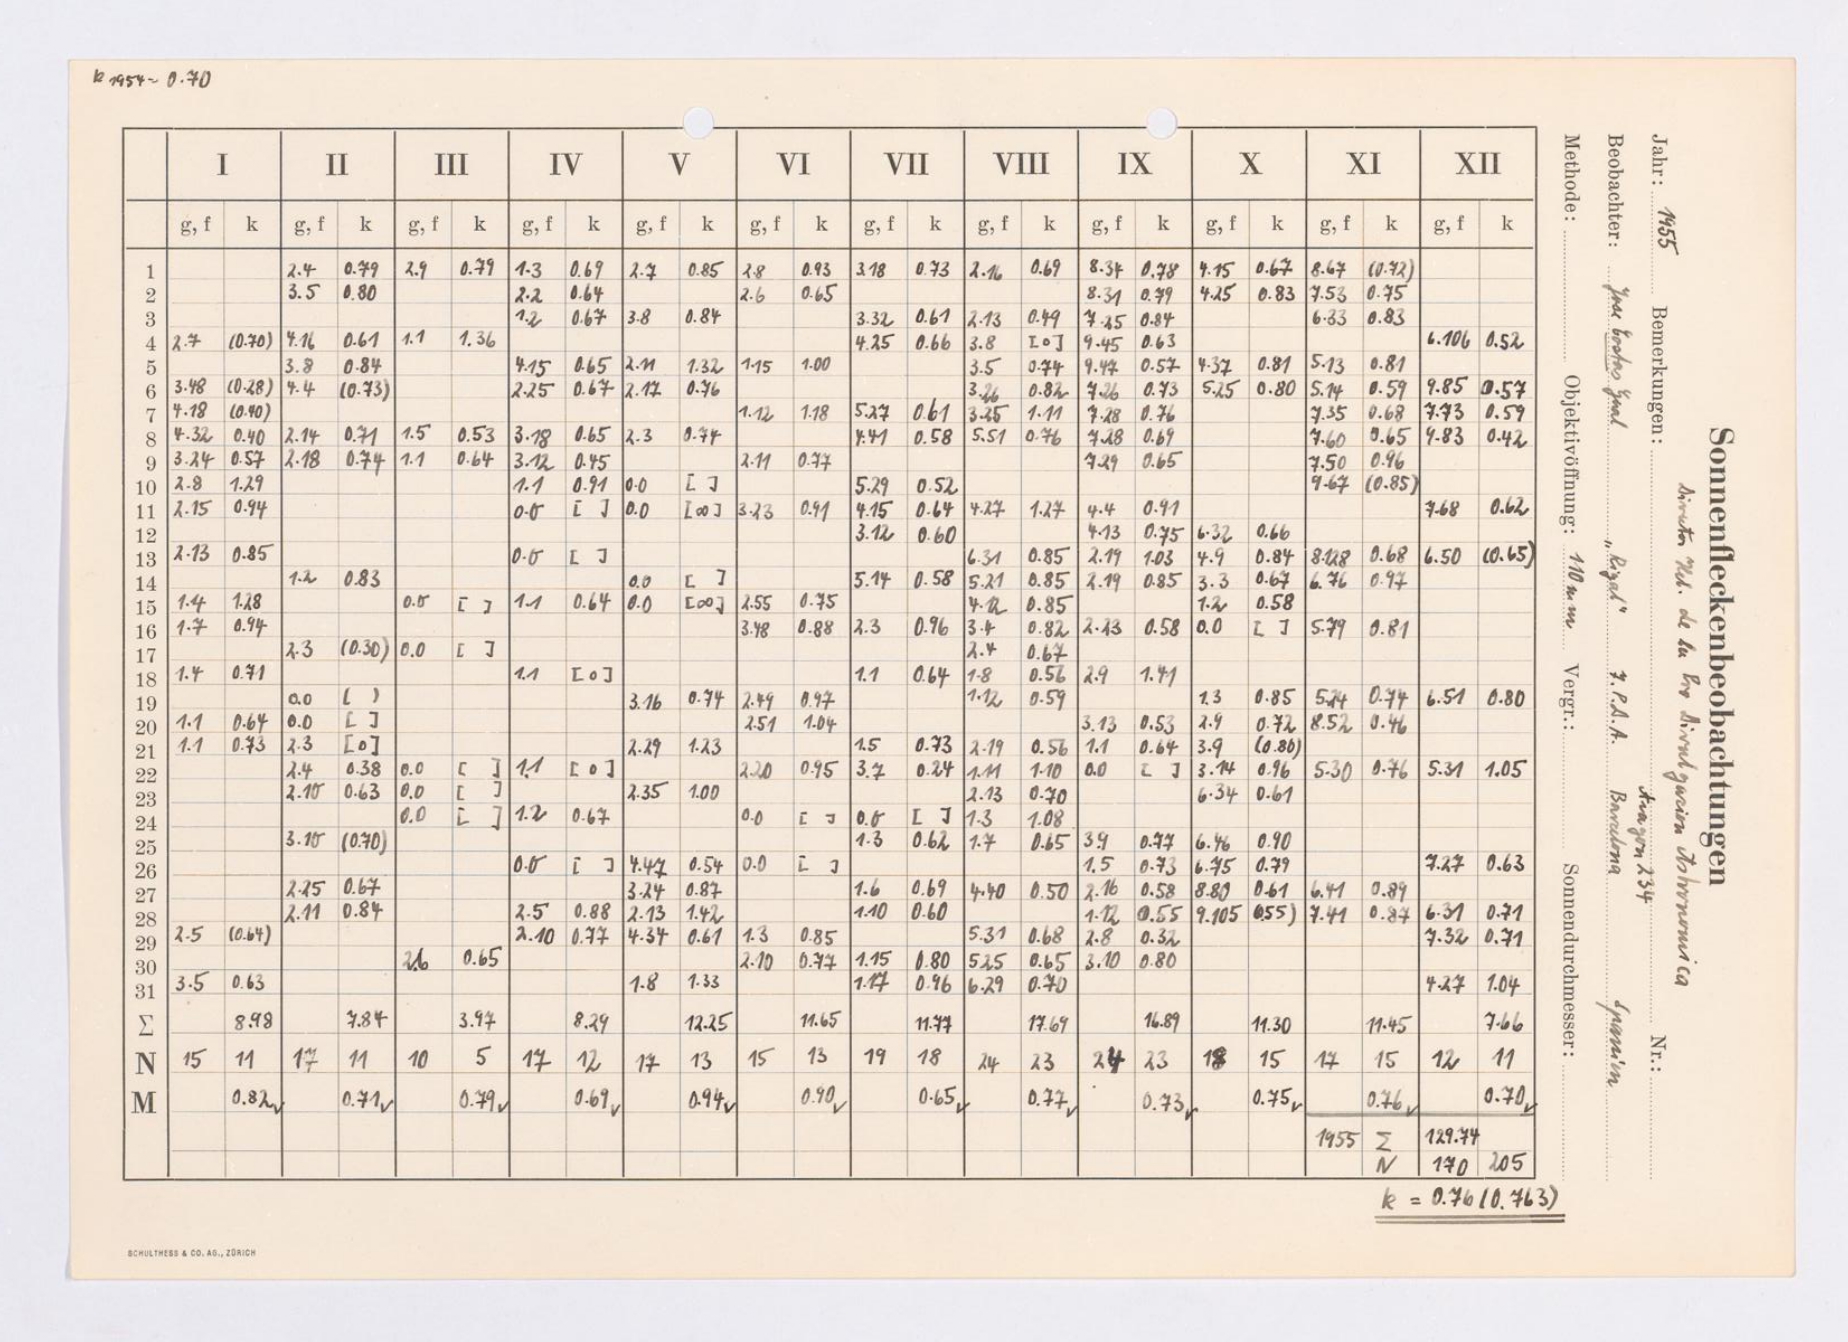 k 1954 = 0.70
I II III IV V VI VII VIII IX X XI XII
g, f k g, f k g, f k g, f k g, f k g, f k g, f k g, f k g, f k g, f k g, f k g, f k
1 2.4 0.79 2.9 0.79 1.3 0.69 2.7 0.85 2.8 0.93 3.18 0.73 2.16 0.69 8.34 0.78 4.15 0.67 8.67 (0.72)
2 3.5 0.80 2.2 0.64 2.6 0.65 8.31 0.79 4.25 0.83 7.53 0.75
3 1.2 0.67 3.8 0.84 3.32 0.61 2.13 0.49 7.25 0.84 6.33 0.83
4 2.7 (0.70) 4.16 0.61 1.1 1.36 4.25 0.66 3.8 [0] 9.45 0.63 6.106 0.52
5 3.8 0.84 4.15 0.65 2.11 1.32 1.15 1.00 3.5 0.74 9.47 0.57 4.37 0.81 5.13 0.81
6 3.48 (0.28) 4.4 (0.73) 2.25 0.67 2.17 0.76 3.26 0.82 7.26 0.73 5.25 0.80 5.14 0.59 9.85 0.57
7 4.18 (0.40) 1.12 1.18 5.27 0.61 3.25 1.11 7.28 0.76 7.35 0.68 7.73 0.59
8 4.32 0.40 2.14 0.71 1.5 0.53 3.18 0.65 2.3 0.74 4.41 0.58 5.51 0.76 7.28 0.69 7.60 0.65 9.83 0.42
9 3.24 0.57 2.18 0.74 1.1 0.64 3.12 0.45 2.11 0.77 7.29 0.65 7.50 0.96
10 2.8 1.29 1.1 0.91 0.0 [ ] 5.29 0.52 9.67 (0.85)
11 2.15 0.94 0.0 [ ] 0.0 [∞] 3.23 0.91 4.15 0.64 4.27 1.27 4.4 0.91 7.68 0.62
12 3.12 0.60 4.13 0.75 6.32 0.66
13 2.13 0.85 0.0 [ ] 6.31 0.85 2.19 1.03 4.9 0.84 8.128 0.68 6.50 (0.65)
14 1.2 0.83 0.0 [ ] 5.14 0.58 5.21 0.85 2.19 0.85 3.3 0.67 6.76 0.97
15 1.4 1.28 0.0 [ ] 1.1 0.64 0.0 [∞] 2.55 0.75 4.12 0.85 1.2 0.58
16 1.7 0.94 3.48 0.88 2.3 0.96 3.4 0.82 2.23 0.58 0.0 [ ] 5.79 0.81
17 2.3 (0.30) 0.0 [ ] 2.4 0.67
18 1.4 0.71 1.1 [0] 1.1 0.64 1.8 0.56 2.9 1.41
19 0.0 ( ) 3.16 0.74 2.49 0.97 1.12 0.59 1.3 0.85 5.24 0.74 6.51 0.80
20 1.1 0.64 0.0 [ ] 2.51 1.04 3.13 0.53 2.9 0.72 8.52 0.46
21 1.1 0.73 2.3 [0] 2.29 1.23 1.5 0.73 2.19 0.56 1.1 0.64 3.9 (0.86)
22 2.4 0.38 0.0 [ ] 1.1 [0] 2.20 0.95 3.7 0.24 1.11 1.10 0.0 [ ] 3.14 0.96 5.30 0.76 5.31 1.05
23 2.10 0.63 0.0 [ ] 2.35 1.00 2.13 0.70 6.34 0.61
24 0.0 [ ] 1.2 0.67 0.0 [ ] 0.0 [ ] 1.3 1.08
25 3.10 (0.70) 1.3 0.62 1.7 0.65 3.9 0.77 6.46 0.90
26 0.0 [ ] 4.47 0.54 0.0 [ ] 1.5 0.73 6.75 0.79 7.27 0.63
27 2.25 0.67 3.24 0.87 1.6 0.69 4.40 0.50 2.16 0.58 8.80 0.61 6.41 0.89
28 2.11 0.84 2.5 0.88 2.13 1.42 1.10 0.60 1.12 0.55 9.105 0.55) 7.41 0.87 6.31 0.71
29 2.5 (0.64) 2.10 0.77 4.34 0.61 1.3 0.85 5.31 0.68 2.8 0.32 7.32 0.71
30 2.6 0.65 2.10 0.77 1.15 0.80 5.25 0.65 3.10 0.80
31 3.5 0.63 1.8 1.33 1.17 0.96 6.29 0.70 4.27 1.04
Σ 8.98 7.84 3.97 8.29 12.25 11.65 11.77 17.69 16.89 11.30 11.45 7.66
N 15 11 17 11 10 5 17 12 17 13 15 13 19 18 24 23 24 23 18 15 17 15 12 11
M 0.82✓ 0.71✓ 0.79✓ 0.69✓ 0.94✓ 0.90✓ 0.65✓ 0.77✓ 0.73✓ 0.75✓ 0.76✓ 0.70✓
1955 Σ 129.74
N 170 205
k = 0.76 (0.763)
SCHULTHESS & CO. AG., ZÜRICH
Sonnenfleckenbeobachtungen
Jahr: 1955 Bemerkungen: Aragon 234 Nr.:
Beobachter: "Rigel" F.P.A.A. Barcelona Spanien
Methode: Objektivöffnung: 110 mm Vergr.: Sonnendurchmesser: